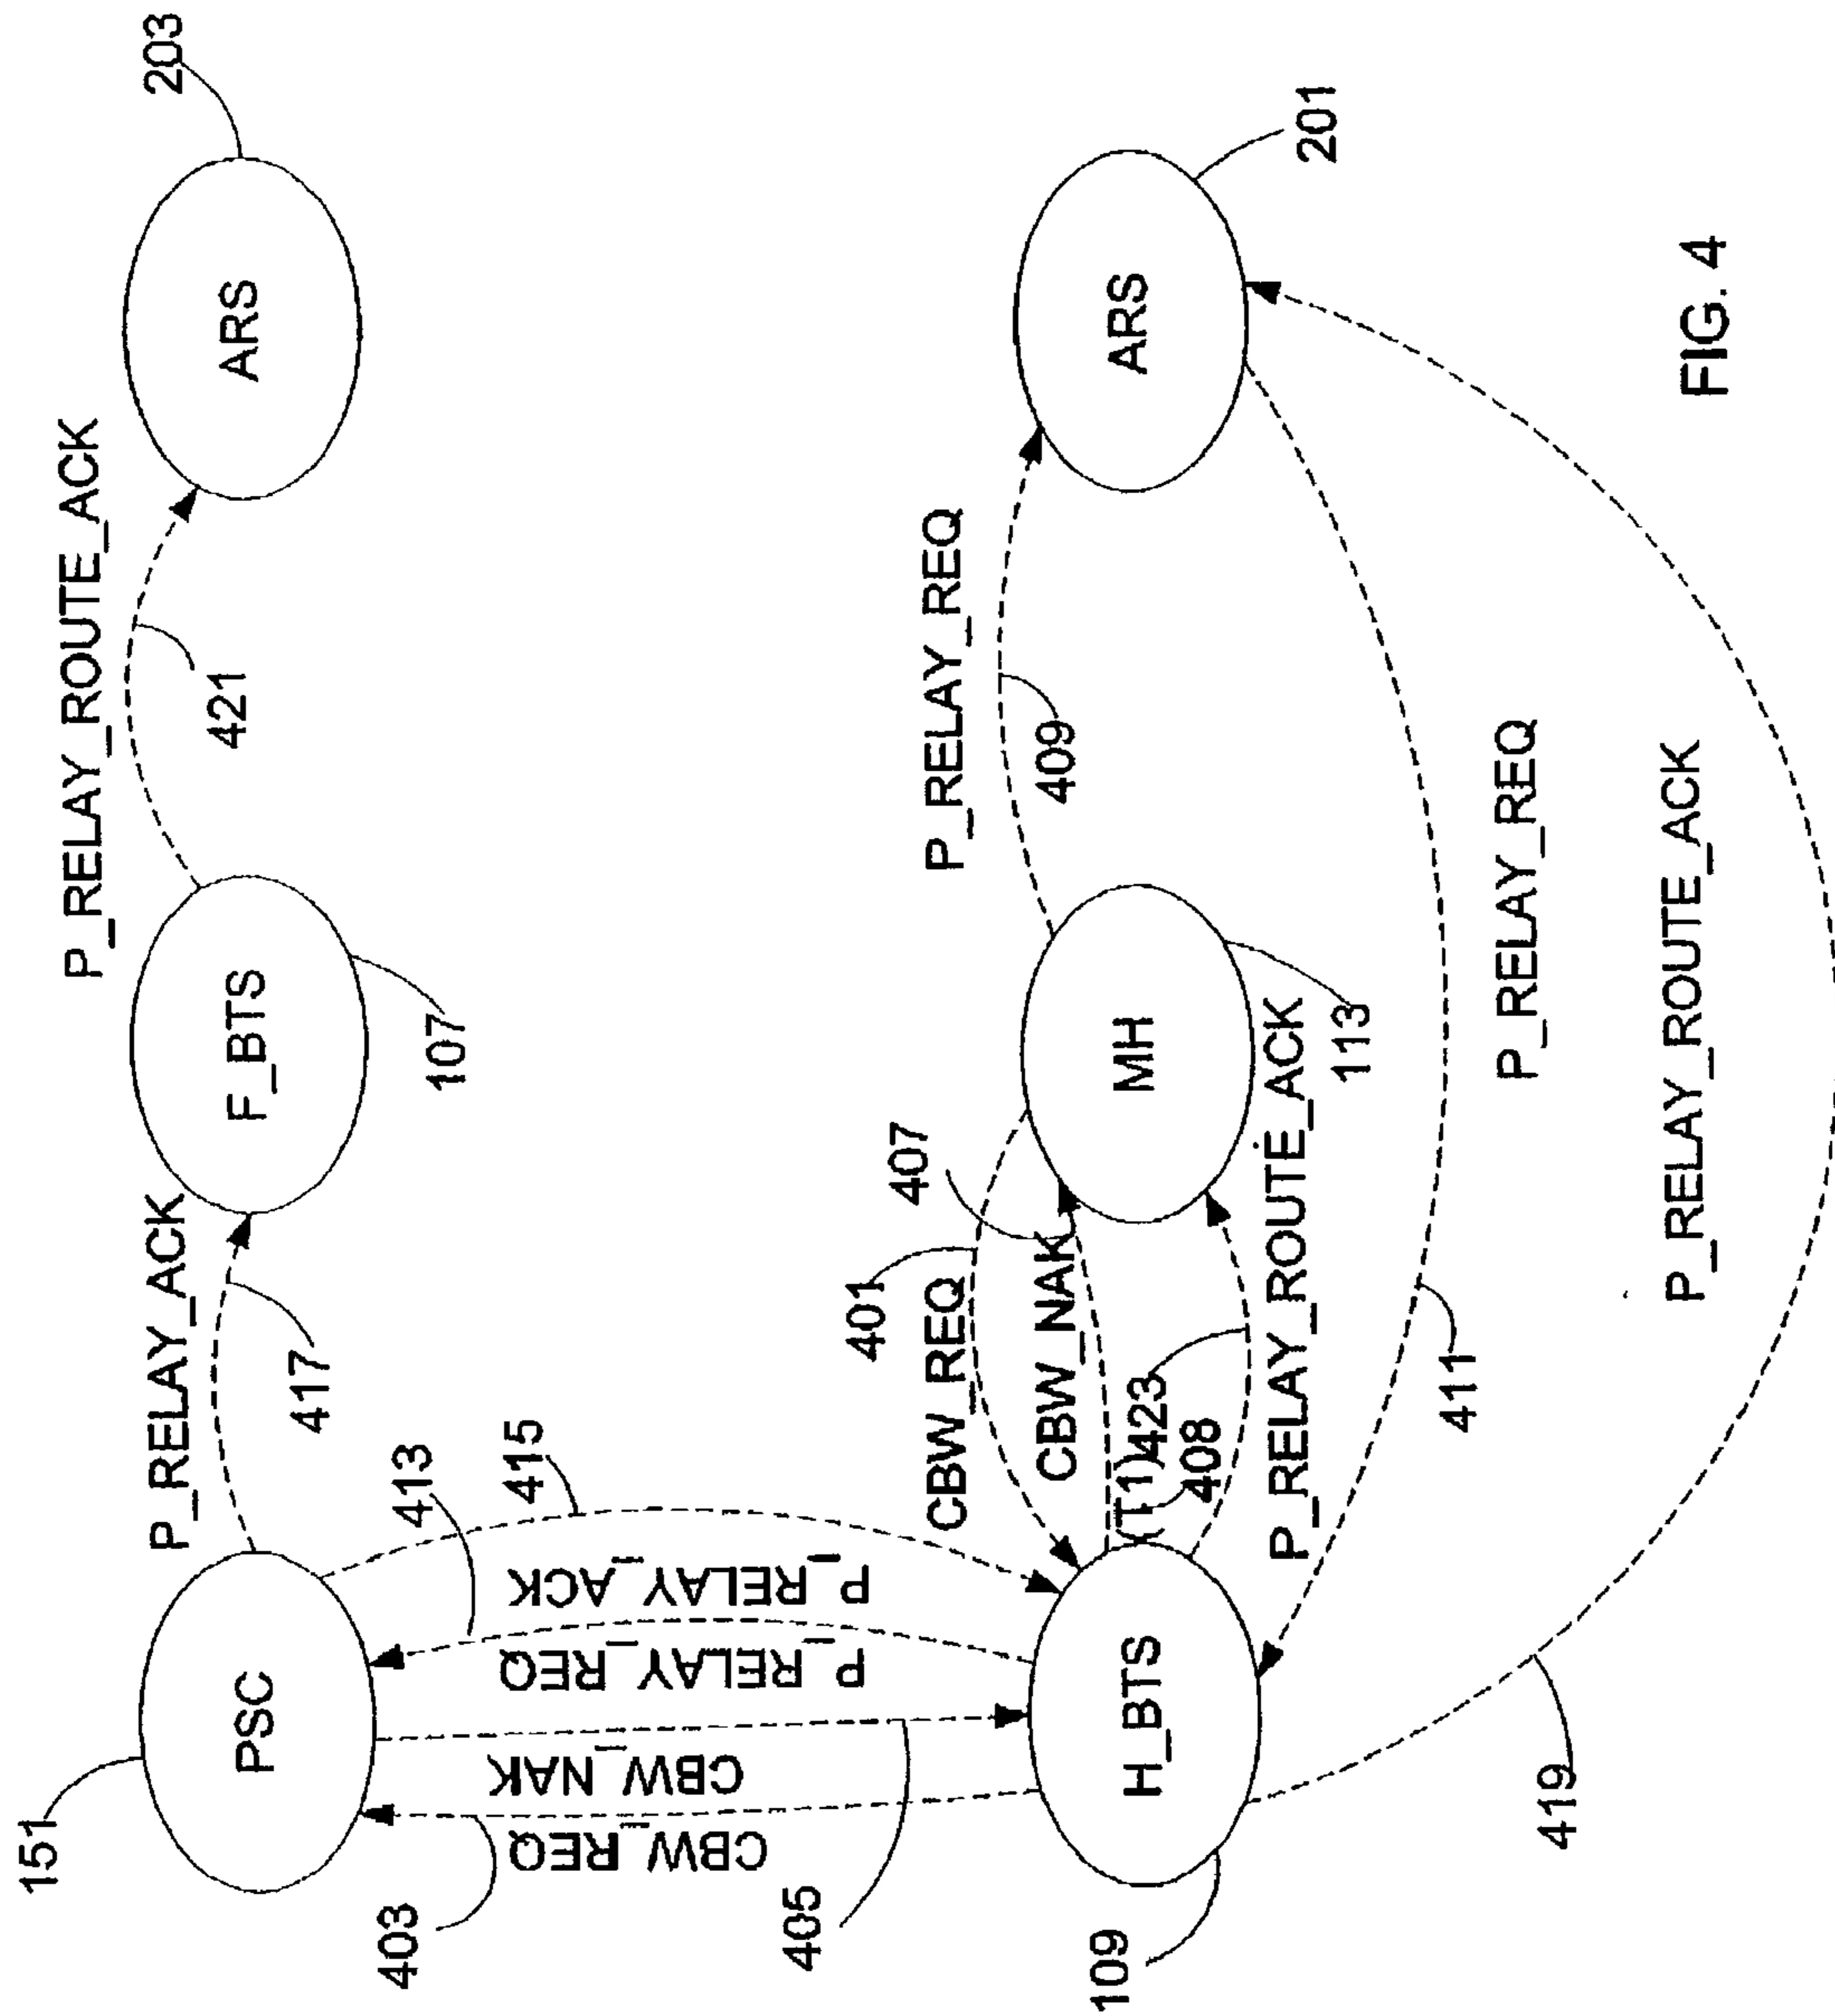 151
PSC
P_RELAY_ACK
417
F_BTS
107
P_RELAY_ROUTE_ACK
421
ARS
203
403
CBW_REQ
405
CBW_NAK
P_RELAY_REQ
413
P_RELAY_ACK
415
109
H_BTS
401
CBW_REQ
407
CBW_NAK
(T1)
423
408
P_RELAY_ROUTE_ACK
MH
113
P_RELAY_REQ
409
ARS
201
411
P_RELAY_REQ
419
P_RELAY_ROUTE_ACK
FIG. 4